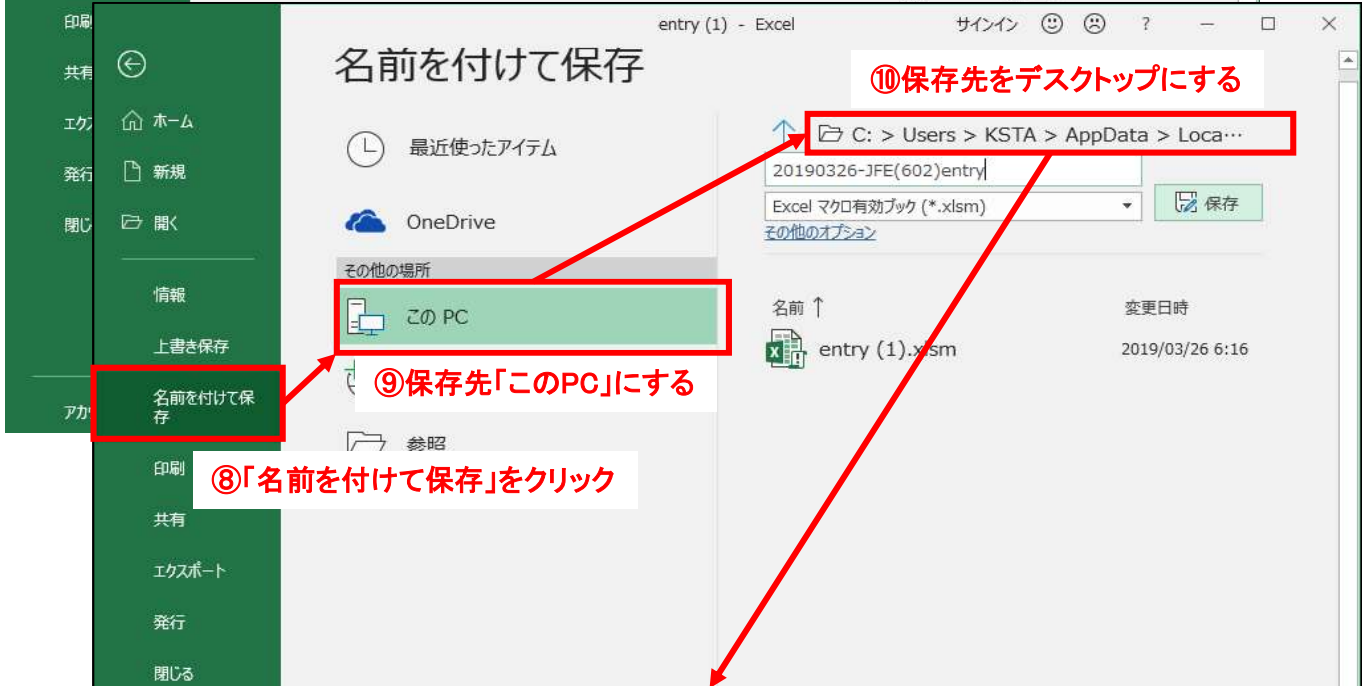 印刷
共有
エクス
発行
閉じ
アカ
entry (1) - Excel サインイン ?
名前を付けて保存
⑩保存先をデスクトップにする
ホーム
新規
開く
情報
上書き保存
名前を付けて保
存
印刷
共有
エクスポート
発行
閉じる
最近使ったアイテム
OneDrive
その他の場所
この PC
⑨保存先「このPC」にする
参照
⑧「名前を付けて保存」をクリック
C: > Users > KSTA > AppData > Loca…
20190326-JFE(602)entry
Excel マクロ有効ブック (*.xlsm) 保存
その他のオプション
名前 ↑ 変更日時
entry (1).xlsm 2019/03/26 6:16